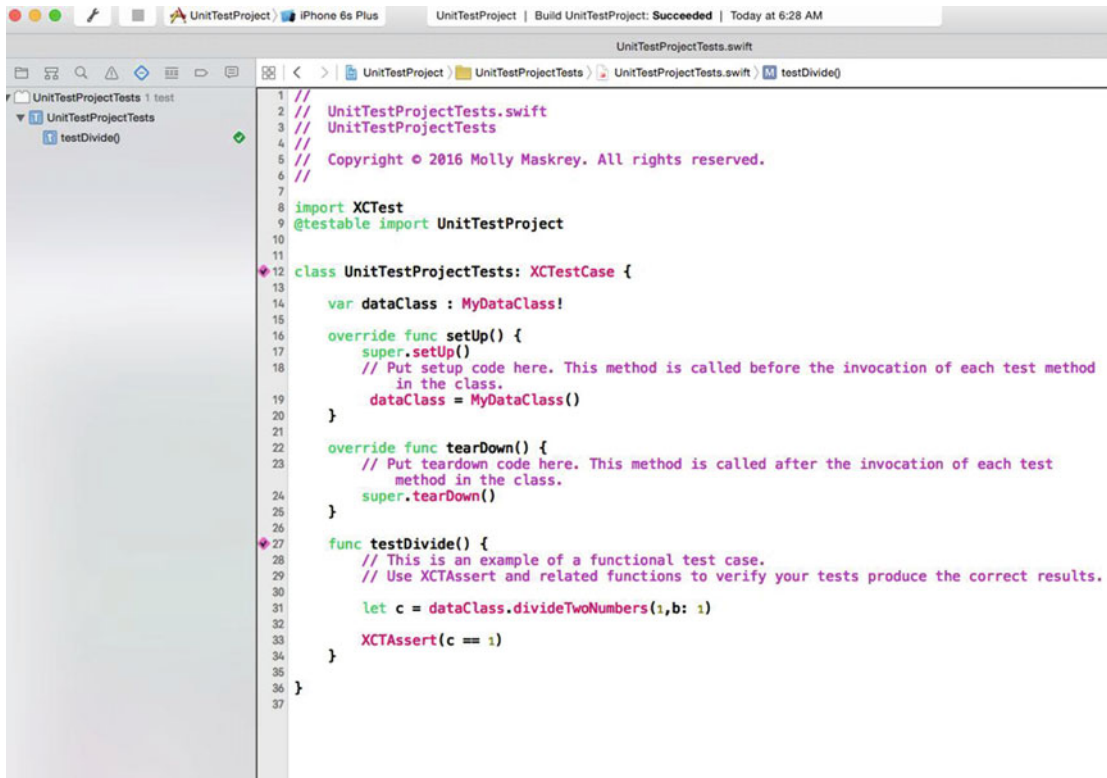 UnitTestProject iPhone 6s Plus UnitTestProject | Build UnitTestProject: Succeeded | Today at 6:28 AM
UnitTestProjectTests.swift
UnitTestProject UnitTestProjectTests UnitTestProjectTests.swift M testDivide()
UnitTestProjectTests 1 test
T UnitTestProjectTests
t testDivide()
1 //
2 // UnitTestProjectTests.swift
3 // UnitTestProjectTests
4 //
5 // Copyright © 2016 Molly Maskrey. All rights reserved.
6 //
7
8 import XCTest
9 @testable import UnitTestProject
10
11
12 class UnitTestProjectTests: XCTestCase {
13
14 var dataClass : MyDataClass!
15
16 override func setUp() {
17 super.setUp()
18 // Put setup code here. This method is called before the invocation of each test method
in the class.
19 dataClass = MyDataClass()
20 }
21
22 override func tearDown() {
23 // Put teardown code here. This method is called after the invocation of each test
method in the class.
24 super.tearDown()
25 }
26
27 func testDivide() {
28 // This is an example of a functional test case.
29 // Use XCTAssert and related functions to verify your tests produce the correct results.
30
31 let c = dataClass.divideTwoNumbers(1,b: 1)
32
33 XCTAssert(c == 1)
34 }
35
36 }
37